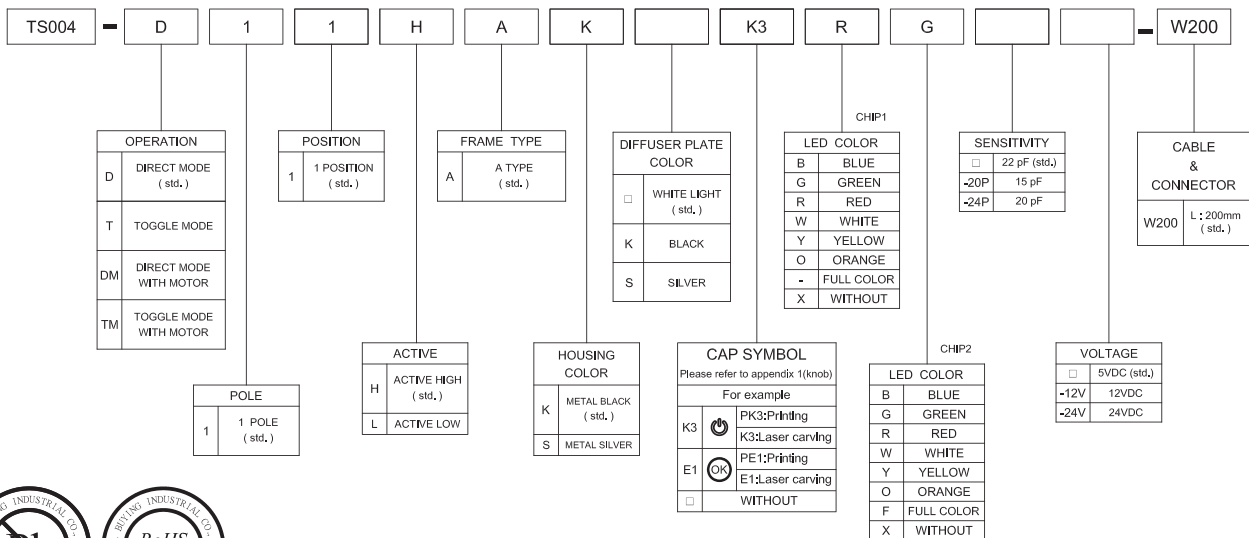 TS004 - D 1 1 H A K K3 R G - W200
OPERATION
D DIRECT MODE
( std. )
T TOGGLE MODE
DM DIRECT MODE
WITH MOTOR
TM TOGGLE MODE
WITH MOTOR
POLE
1 1 POLE
( std. )
POSITION
1 1 POSITION
( std. )
ACTIVE
H ACTIVE HIGH
( std. )
L ACTIVE LOW
FRAME TYPE
A A TYPE
( std. )
HOUSING
COLOR
K METAL BLACK
( std. )
S METAL SILVER
DIFFUSER PLATE
COLOR
□ WHITE LIGHT
( std. )
K BLACK
S SILVER
CAP SYMBOL
Please refer to appendix 1(knob)
For example
K3 PK3:Printing
K3:Laser carving
E1 OK PE1:Printing
E1:Laser carving
□ WITHOUT
CHIP1
LED COLOR
B BLUE
G GREEN
R RED
W WHITE
Y YELLOW
O ORANGE
- FULL COLOR
X WITHOUT
CHIP2
LED COLOR
B BLUE
G GREEN
R RED
W WHITE
Y YELLOW
O ORANGE
F FULL COLOR
X WITHOUT
SENSITIVITY
□ 22 pF (std.)
-20P 15 pF
-24P 20 pF
VOLTAGE
□ 5VDC (std.)
-12V 12VDC
-24V 24VDC
CABLE
&
CONNECTOR
W200 L : 200mm
( std. )
INDUSTRIAL CO.,
BUYING INDUSTRIAL CO.,